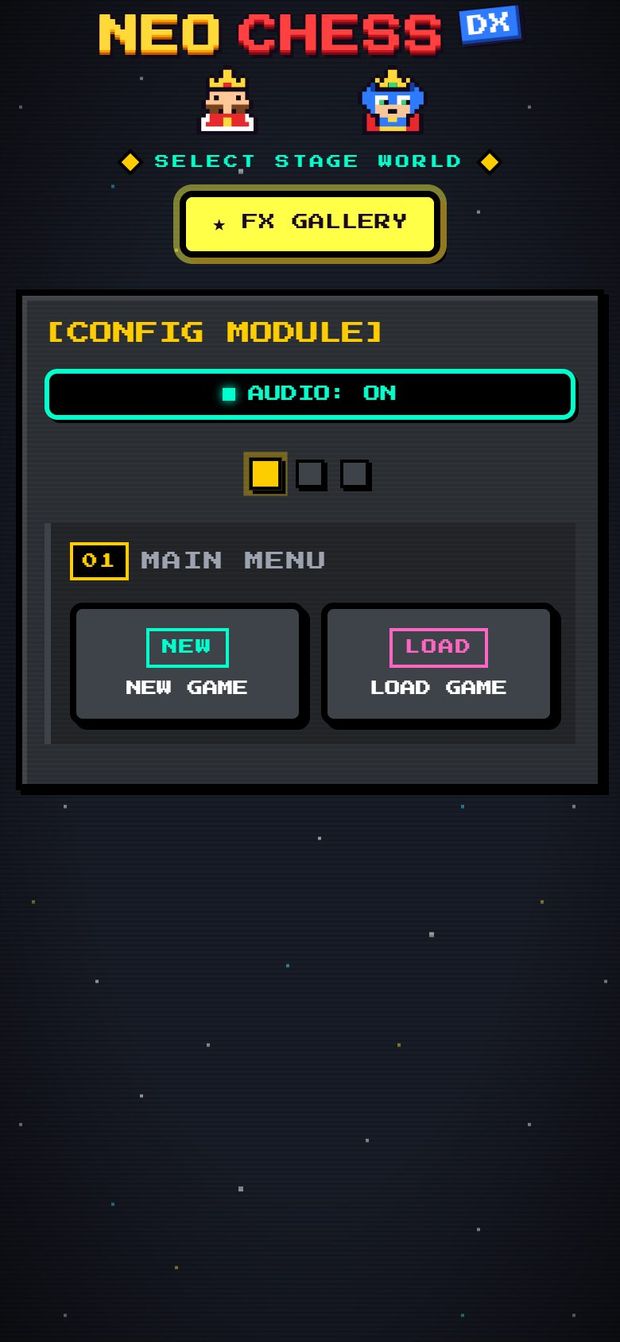 NEO CHESS DX
SELECT STAGE WORLD
★ FX GALLERY
[CONFIG MODULE]
AUDIO: ON
01 MAIN MENU
NEW
NEW GAME
LOAD
LOAD GAME